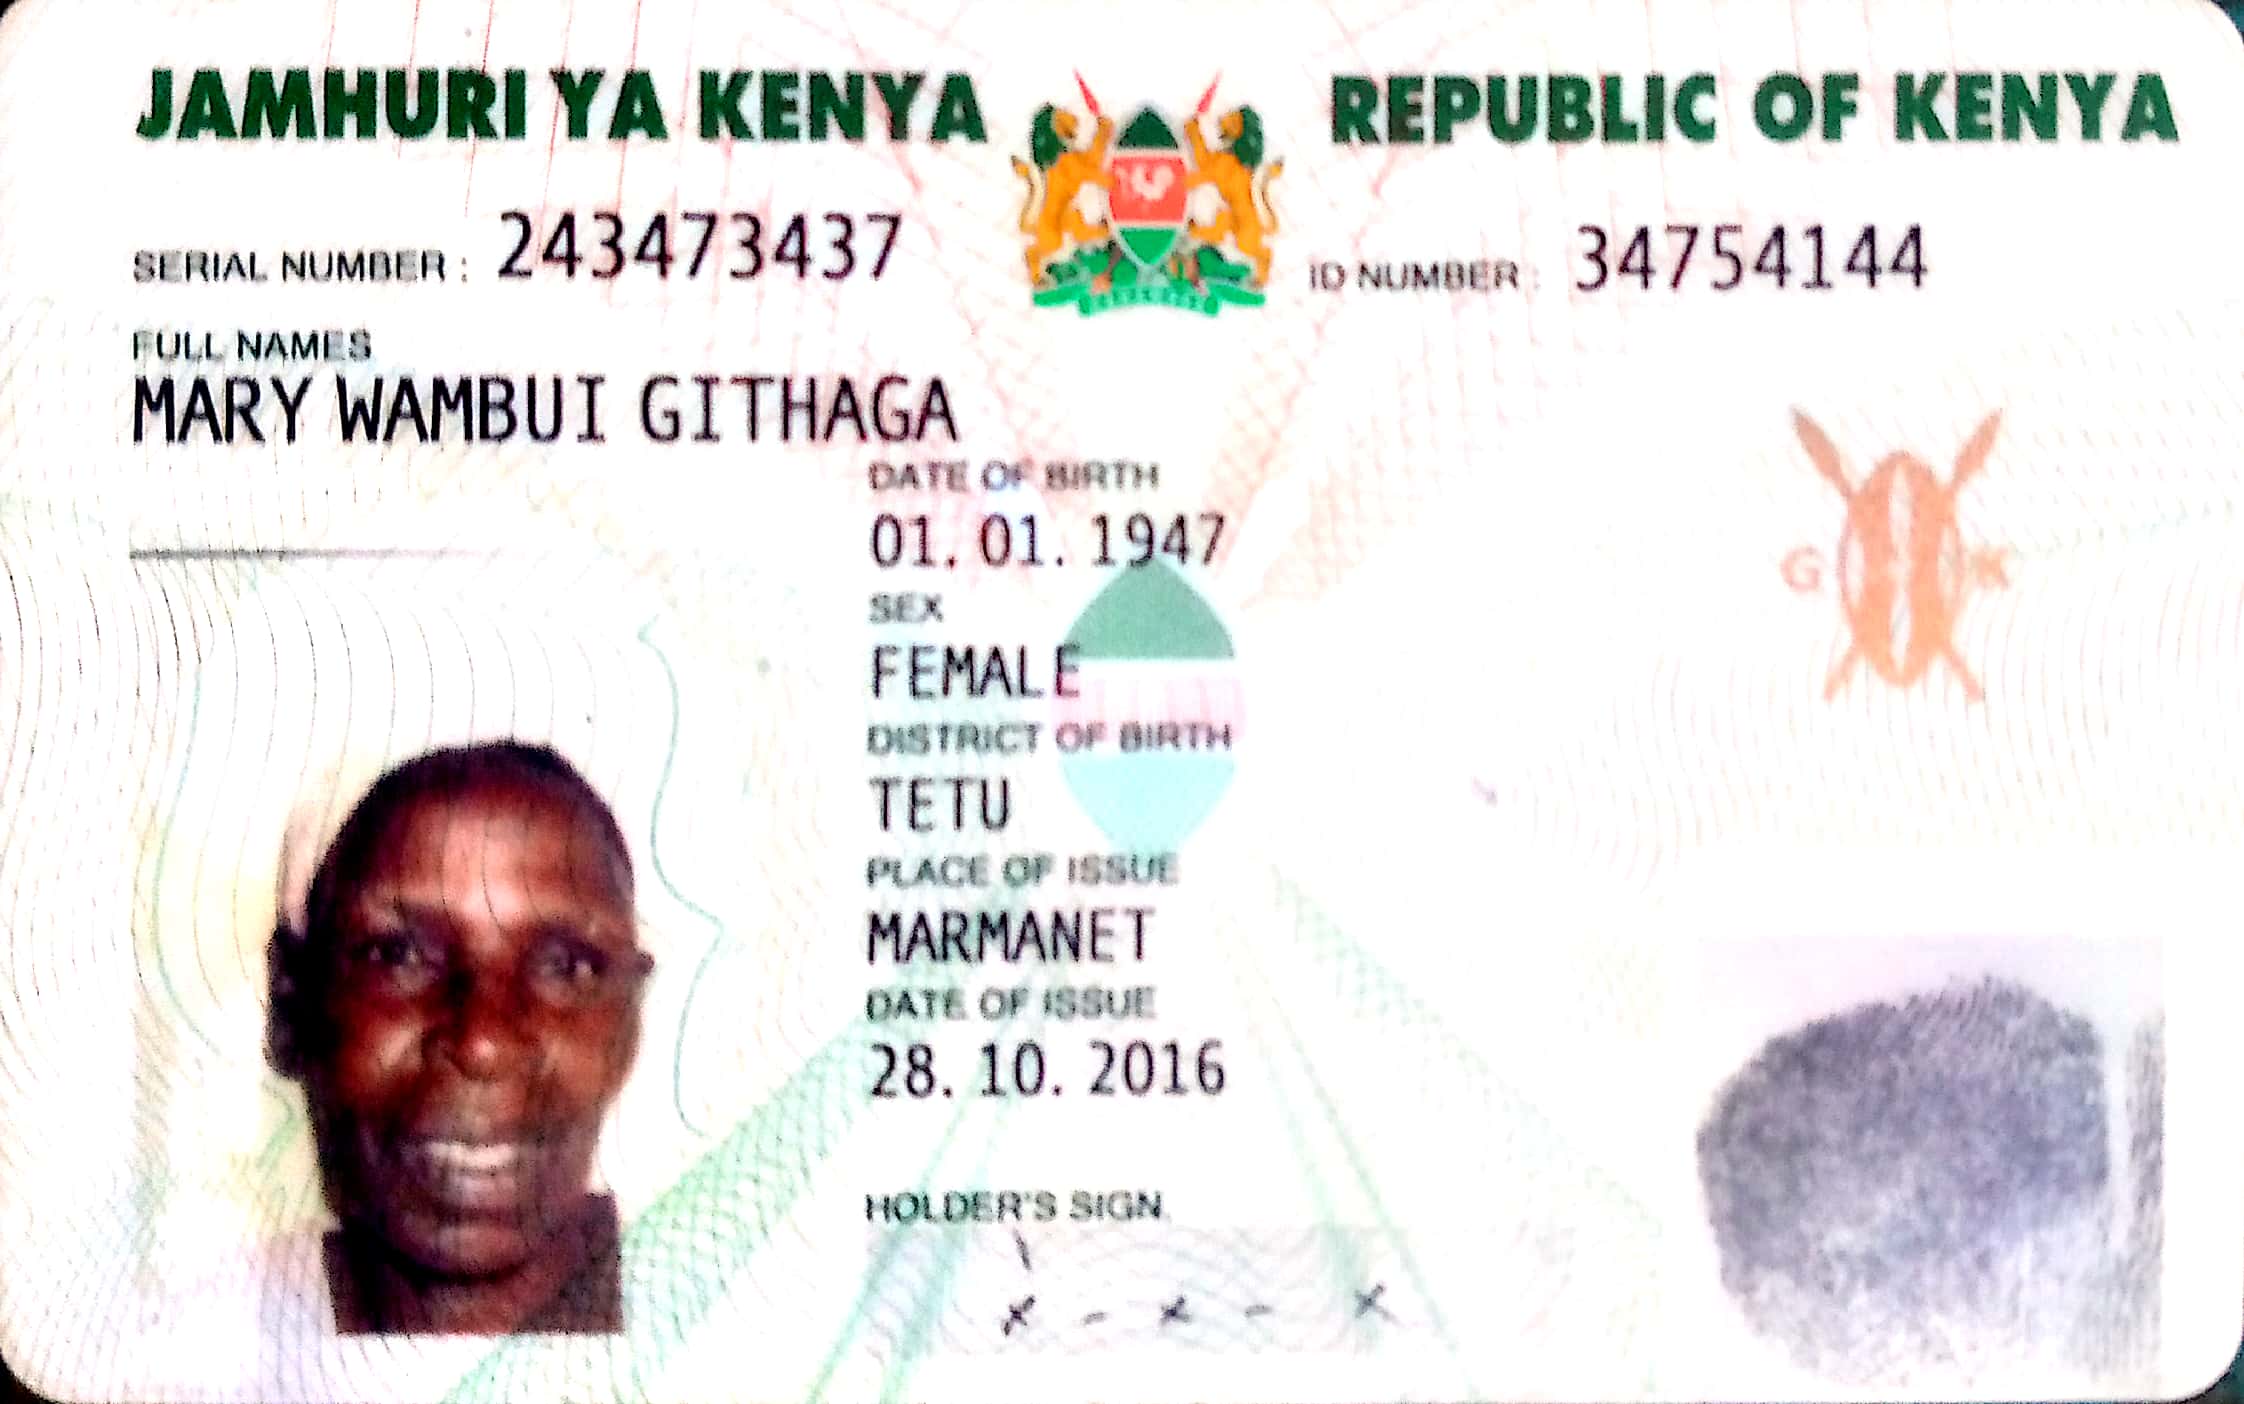 JAMHURI YA KENYA REPUBLIC OF KENYA
SERIAL NUMBER : 243473437 ID NUMBER : 34754144
FULL NAMES
MARY WAMBUI GITHAGA
DATE OF BIRTH
01. 01. 1947
SEX
FEMALE
DISTRICT OF BIRTH
TETU
PLACE OF ISSUE
MARMANET
DATE OF ISSUE
28. 10. 2016
HOLDER'S SIGN.
x - x - x
G K